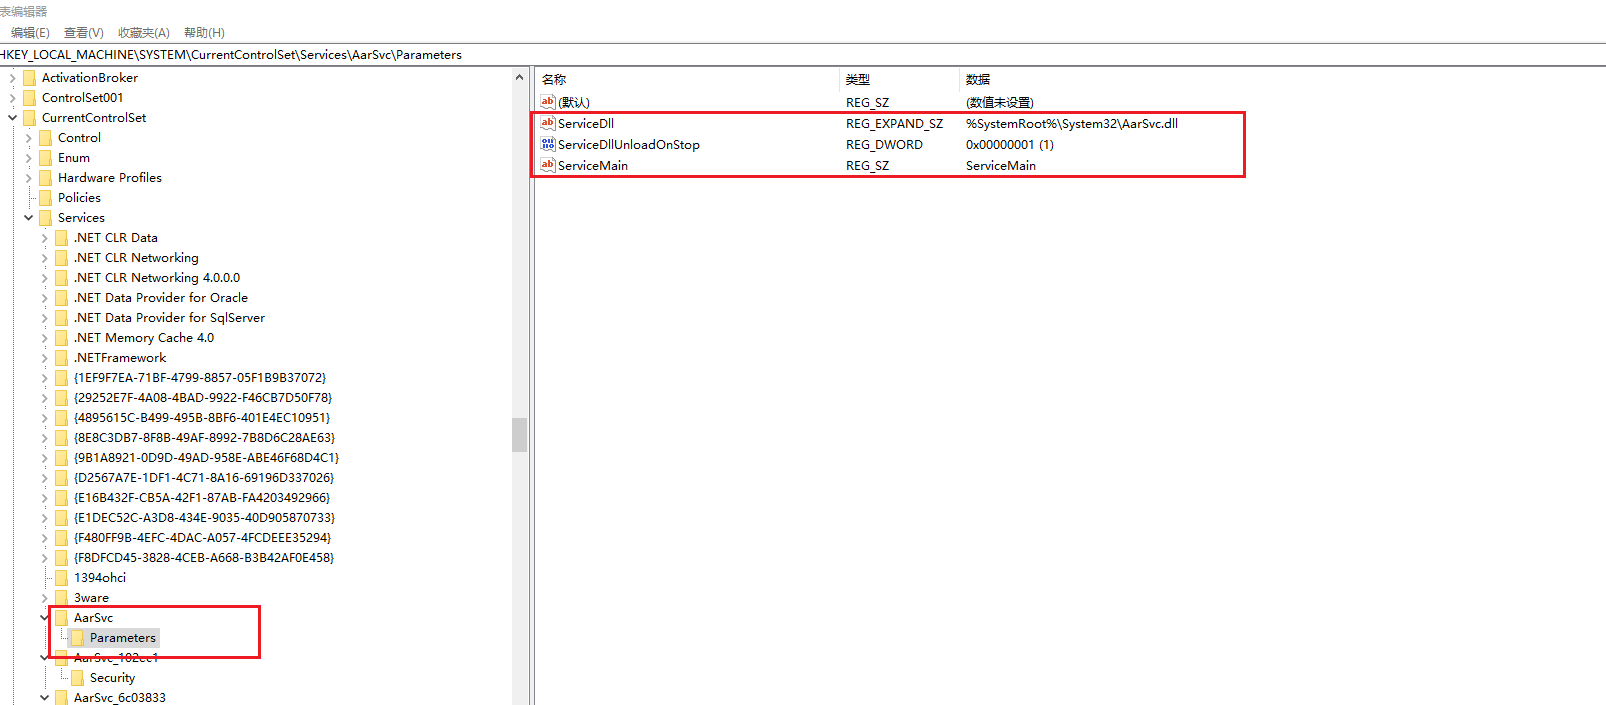 表编辑器
编辑(E) 查看(V) 收藏夹(A) 帮助(H)
HKEY_LOCAL_MACHINE\SYSTEM\CurrentControlSet\Services\AarSvc\Parameters
ActivationBroker
ControlSet001
CurrentControlSet
Control
Enum
Hardware Profiles
Policies
Services
.NET CLR Data
.NET CLR Networking
.NET CLR Networking 4.0.0.0
.NET Data Provider for Oracle
.NET Data Provider for SqlServer
.NET Memory Cache 4.0
.NETFramework
{1EF9F7EA-71BF-4799-8857-05F1B9B37072}
{29252E7F-4A08-4BAD-9922-F46CB7D50F78}
{4895615C-B499-495B-8BF6-401E4EC10951}
{8E8C3DB7-8F8B-49AF-8992-7B8D6C28AE63}
{9B1A8921-0D9D-49AD-958E-ABE46F68D4C1}
{D2567A7E-1DF1-4C71-8A16-69196D337026}
{E16B432F-CB5A-42F1-87AB-FA4203492966}
{E1DEC52C-A3D8-434E-9035-40D905870733}
{F480FF9B-4EFC-4DAC-A057-4FCDEEE35294}
{F8DFCD45-3828-4CEB-A668-B3B42AF0E458}
1394ohci
3ware
AarSvc
Parameters
AarSvc_102ec1
Security
AarSvc_6c03833
名称 类型 数据
(默认) REG_SZ (数值未设置)
ServiceDll REG_EXPAND_SZ %SystemRoot%\System32\AarSvc.dll
ServiceDllUnloadOnStop REG_DWORD 0x00000001 (1)
ServiceMain REG_SZ ServiceMain